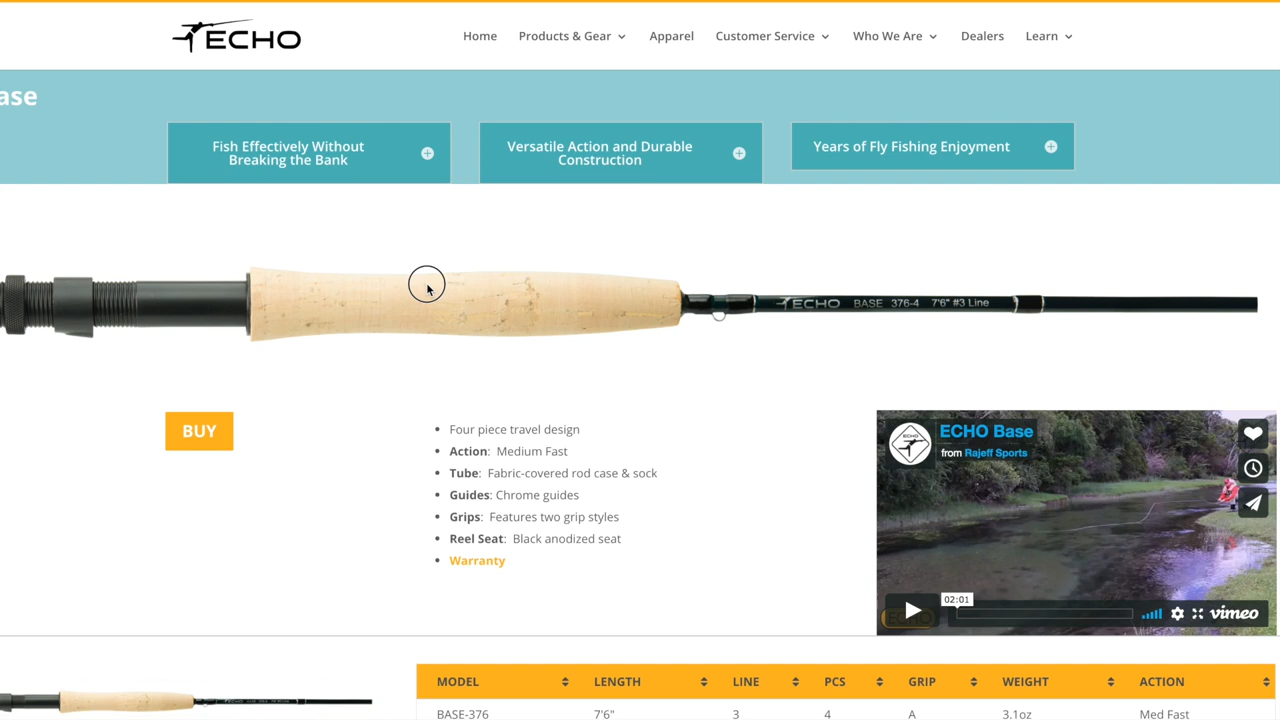 ECHO
Home
Products & Gear
Apparel
Customer Service
Who We Are
Dealers
Learn
ase
Fish Effectively Without
Breaking the Bank
Versatile Action and Durable
Construction
Years of Fly Fishing Enjoyment
ECHO BASE 376-4 7'6" #3 Line
BUY
Four piece travel design
Action: Medium Fast
Tube: Fabric-covered rod case & sock
Guides: Chrome guides
Grips: Features two grip styles
Reel Seat: Black anodized seat
Warranty
ECHO
ECHO Base
from Rajeff Sports
02:01
ECHO
vimeo
MODEL LENGTH LINE PCS GRIP WEIGHT ACTION
BASE-376 7'6" 3 4 A 3.1oz Med Fast